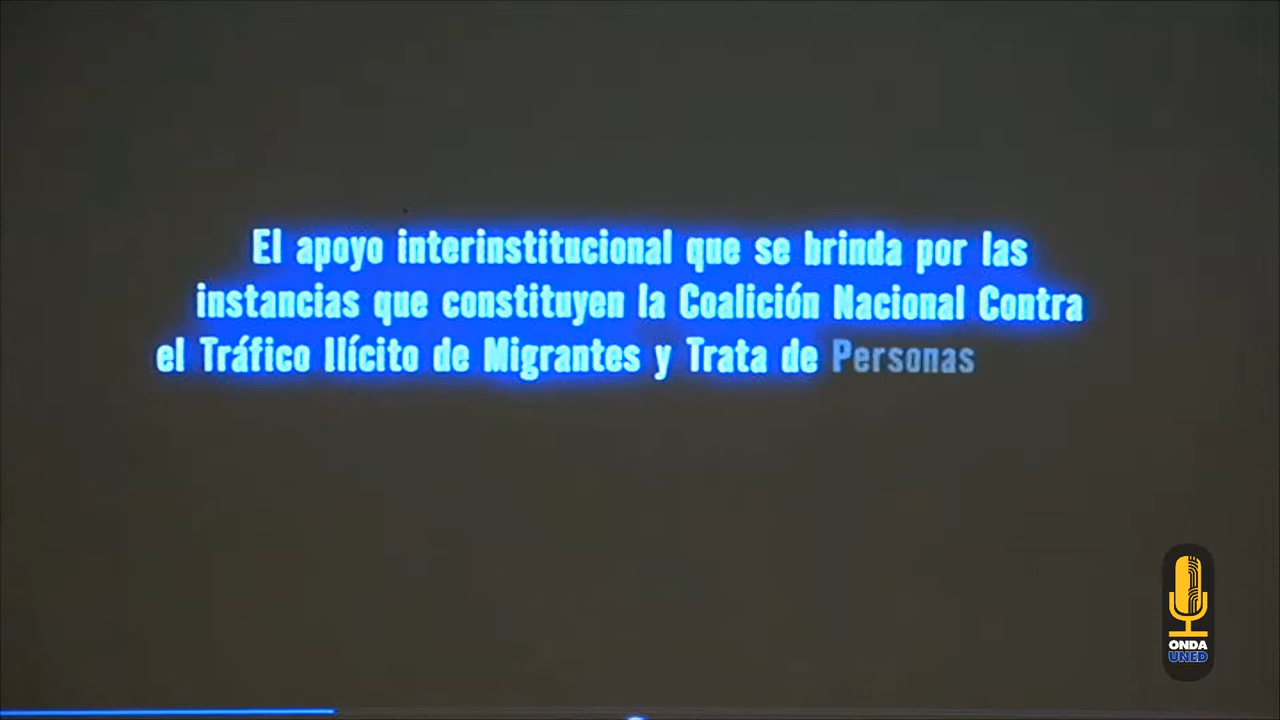 El apoyo interinstitucional que se brinda por las
instancias que constituyen la Coalición Nacional Contra
el Tráfico Ilícito de Migrantes y Trata de Personas
ONDA
UNED